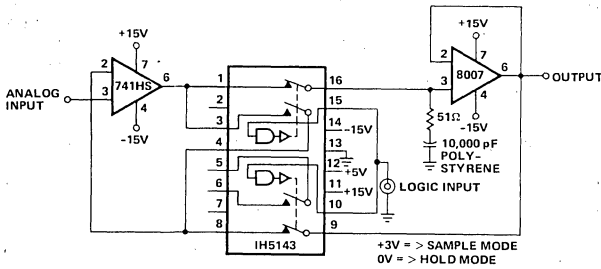 +15V
2
7
741HS
6
ANALOG
INPUT
3
4
-15V
1
2
3
4
5
6
7
8
16
15
14
-15V
13
12
+5V
11
+15V
10
9
IH5143
+15V
2
7
8007
6
OUTPUT
3
4
-15V
51Ω
10,000 pF
POLY-
STYRENE
LOGIC INPUT
+3V = > SAMPLE MODE
0V = > HOLD MODE